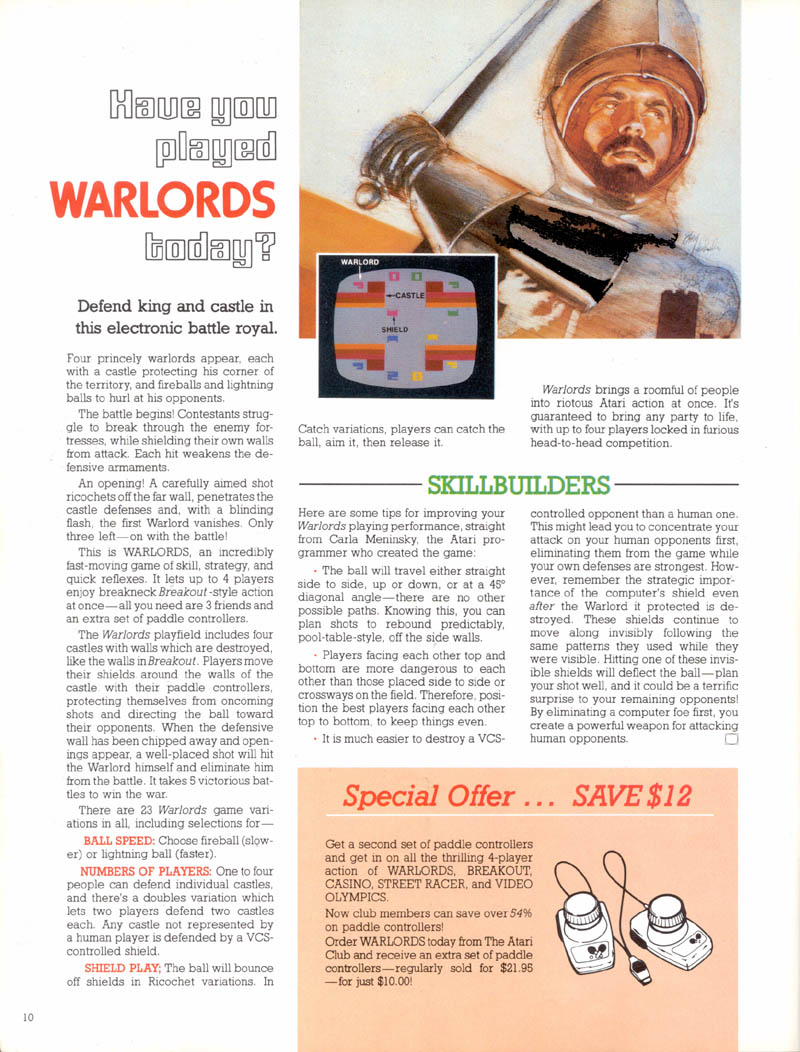 Have you
played
WARLORDS
today?
Defend king and castle in
this electronic battle royal.
Four princely warlords appear, each
with a castle protecting his corner of
the territory, and fireballs and lightning
balls to hurl at his opponents.
The battle begins! Contestants strug-
gle to break through the enemy for-
tresses, while shielding their own walls
from attack. Each hit weakens the de-
fensive armaments.
An opening! A carefully aimed shot
ricochets off the far wall, penetrates the
castle defenses and, with a blinding
flash, the first Warlord vanishes. Only
three left—on with the battle!
This is WARLORDS, an incredibly
fast-moving game of skill, strategy, and
quick reflexes. It lets up to 4 players
enjoy breakneck Breakout-style action
at once—all you need are 3 friends and
an extra set of paddle controllers.
The Warlords playfield includes four
castles with walls which are destroyed,
like the walls in Breakout. Players move
their shields around the walls of the
castle with their paddle controllers,
protecting themselves from oncoming
shots and directing the ball toward
their opponents. When the defensive
wall has been chipped away and open-
ings appear, a well-placed shot will hit
the Warlord himself and eliminate him
from the battle. It takes 5 victorious bat-
tles to win the war.
There are 23 Warlords game vari-
ations in all, including selections for—
BALL SPEED: Choose fireball (slow-
er) or lightning ball (faster).
NUMBERS OF PLAYERS: One to four
people can defend individual castles,
and there's a doubles variation which
lets two players defend two castles
each. Any castle not represented by
a human player is defended by a VCS-
controlled shield.
SHIELD PLAY; The ball will bounce
off shields in Ricochet variations. In
WARLORD
CASTLE
SHIELD
Catch variations, players can catch the
ball, aim it, then release it.
Warlords brings a roomful of people
into riotous Atari action at once. It's
guaranteed to bring any party to life,
with up to four players locked in furious
head-to-head competition.
SKILLBUILDERS
Here are some tips for improving your
Warlords playing performance, straight
from Carla Meninsky, the Atari pro-
grammer who created the game:
• The ball will travel either straight
side to side, up or down, or at a 45°
diagonal angle—there are no other
possible paths. Knowing this, you can
plan shots to rebound predictably,
pool-table-style, off the side walls.
• Players facing each other top and
bottom are more dangerous to each
other than those placed side to side or
crossways on the field. Therefore, posi-
tion the best players facing each other
top to bottom, to keep things even.
• It is much easier to destroy a VCS-
controlled opponent than a human one.
This might lead you to concentrate your
attack on your human opponents first,
eliminating them from the game while
your own defenses are strongest. How-
ever, remember the strategic impor-
tance of the computer's shield even
after the Warlord it protected is de-
stroyed. These shields continue to
move along invisibly following the
same patterns they used while they
were visible. Hitting one of these invis-
ible shields will deflect the ball—plan
your shot well, and it could be a terrific
surprise to your remaining opponents!
By eliminating a computer foe first, you
create a powerful weapon for attacking
human opponents.
Special Offer ... SAVE $12
Get a second set of paddle controllers
and get in on all the thrilling 4-player
action of WARLORDS, BREAKOUT,
CASINO, STREET RACER, and VIDEO
OLYMPICS.
Now club members can save over 54%
on paddle controllers!
Order WARLORDS today from The Atari
Club and receive an extra set of paddle
controllers—regularly sold for $21.95
—for just $10.00!
10